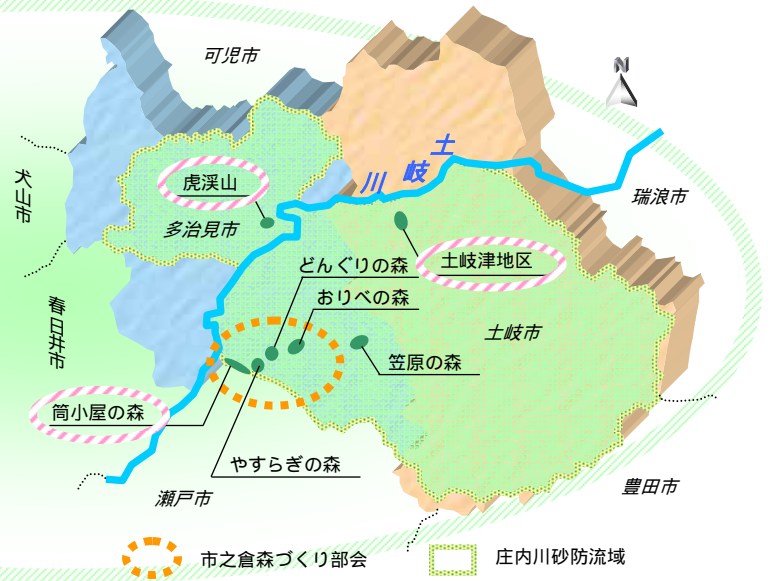 可児市
N
土岐川
虎渓山
犬山市
瑞浪市
多治見市
どんぐりの森
土岐津地区
おりべの森
春日井市
土岐市
笠原の森
筒小屋の森
やすらぎの森
瀬戸市
豊田市
市之倉森づくり部会
庄内川砂防流域